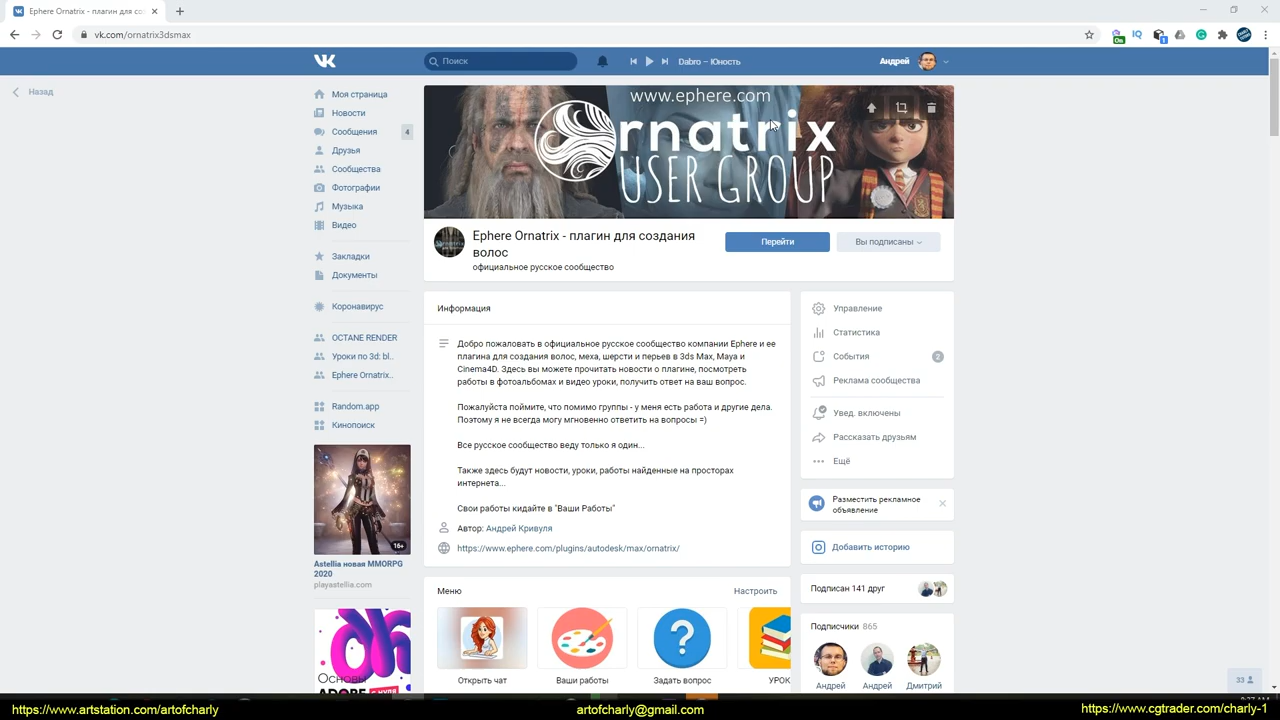 Ephere Ornatrix - плагин для со
vk.com/ornatrix3dsmax
Поиск
Dabro – Юность
Андрей
Назад
Моя страница
Новости
Сообщения 4
Друзья
Сообщества
Фотографии
Музыка
Видео
Закладки
Документы
Коронавирус
OCTANE RENDER
Уроки по 3d: bl..
Ephere Ornatrix..
Random.app
Кинопоиск
16+
Astellia новая MMORPG
2020
playastellia.com
Основы
ADOBE с нуля
www.ephere.com
rnatrix
USER GROUP
Ephere Ornatrix - плагин для создания
волос
официальное русское сообщество
Перейти
Вы подписаны
Информация
Добро пожаловать в официальное русское сообщество компании Ephere и ее
плагина для создания волос, меха, шерсти и перьев в 3ds Max, Maya и
Cinema4D. Здесь вы можете прочитать новости о плагине, посмотреть
работы в фотоальбомах и видео уроки, получить ответ на ваш вопрос.
Пожалуйста поймите, что помимо группы - у меня есть работа и другие дела.
Поэтому я не всегда могу мгновенно ответить на вопросы =)
Все русское сообщество веду только я один...
Также здесь будут новости, уроки, работы найденные на просторах
интернета...
Свои работы кидайте в "Ваши Работы"
Автор: Андрей Кривуля
https://www.ephere.com/plugins/autodesk/max/ornatrix/
Меню
Настроить
Открыть чат
Ваши работы
Задать вопрос
УРОК
Управление
Статистика
События 2
Реклама сообщества
Увед. включены
Рассказать друзьям
Ещё
Разместить рекламное
объявление
Добавить историю
Подписан 141 друг
Подписчики 865
Андрей
Андрей
Дмитрий
33
https://www.artstation.com/artofcharly
artofcharly@gmail.com
https://www.cgtrader.com/charly-1